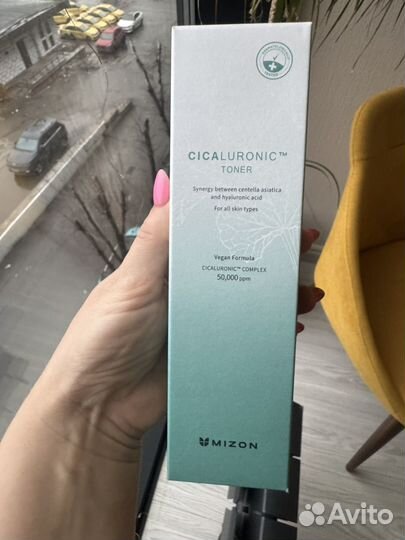 CICALURONIC™
TONER
Synergy between centella asiatica
and hyaluronic acid
For all skin types
Vegan Formula
CICALURONIC™ COMPLEX
50,000 ppm
MIZON
Avito